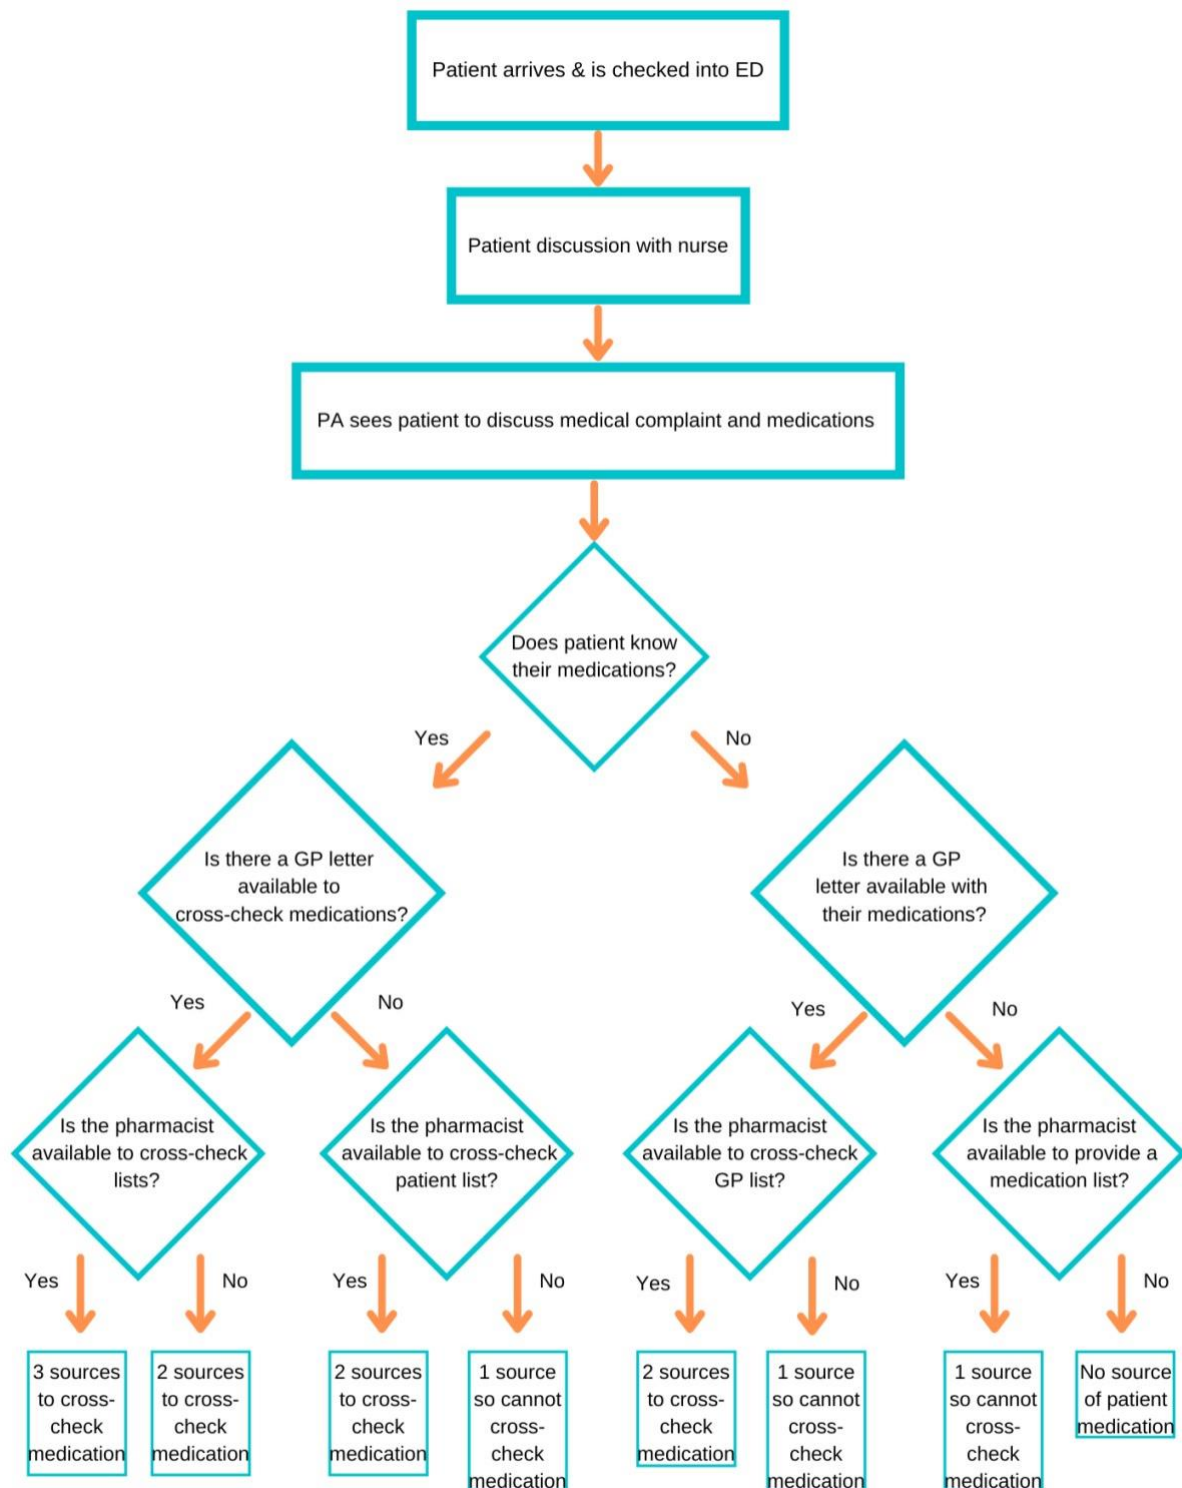 Patient arrives & is checked into ED
Patient discussion with nurse
PA sees patient to discuss medical complaint and medications
Does patient know
their medications?
Yes
No
Is there a GP letter
available to
cross-check medications?
Is there a GP
letter available with
their medications?
Yes
No
Yes
No
Is the pharmacist
available to cross-check
lists?
Is the pharmacist
available to cross-check
patient list?
Is the pharmacist
available to cross-check
GP list?
Is the pharmacist
available to provide a
medication list?
Yes
No
Yes
No
Yes
No
Yes
No
3 sources
to cross-
check
medication
2 sources
to cross-
check
medication
2 sources
to cross-
check
medication
1 source
so cannot
cross-
check
medication
2 sources
to cross-
check
medication
1 source
so cannot
cross-
check
medication
1 source
so cannot
cross-
check
medication
No source
of patient
medication